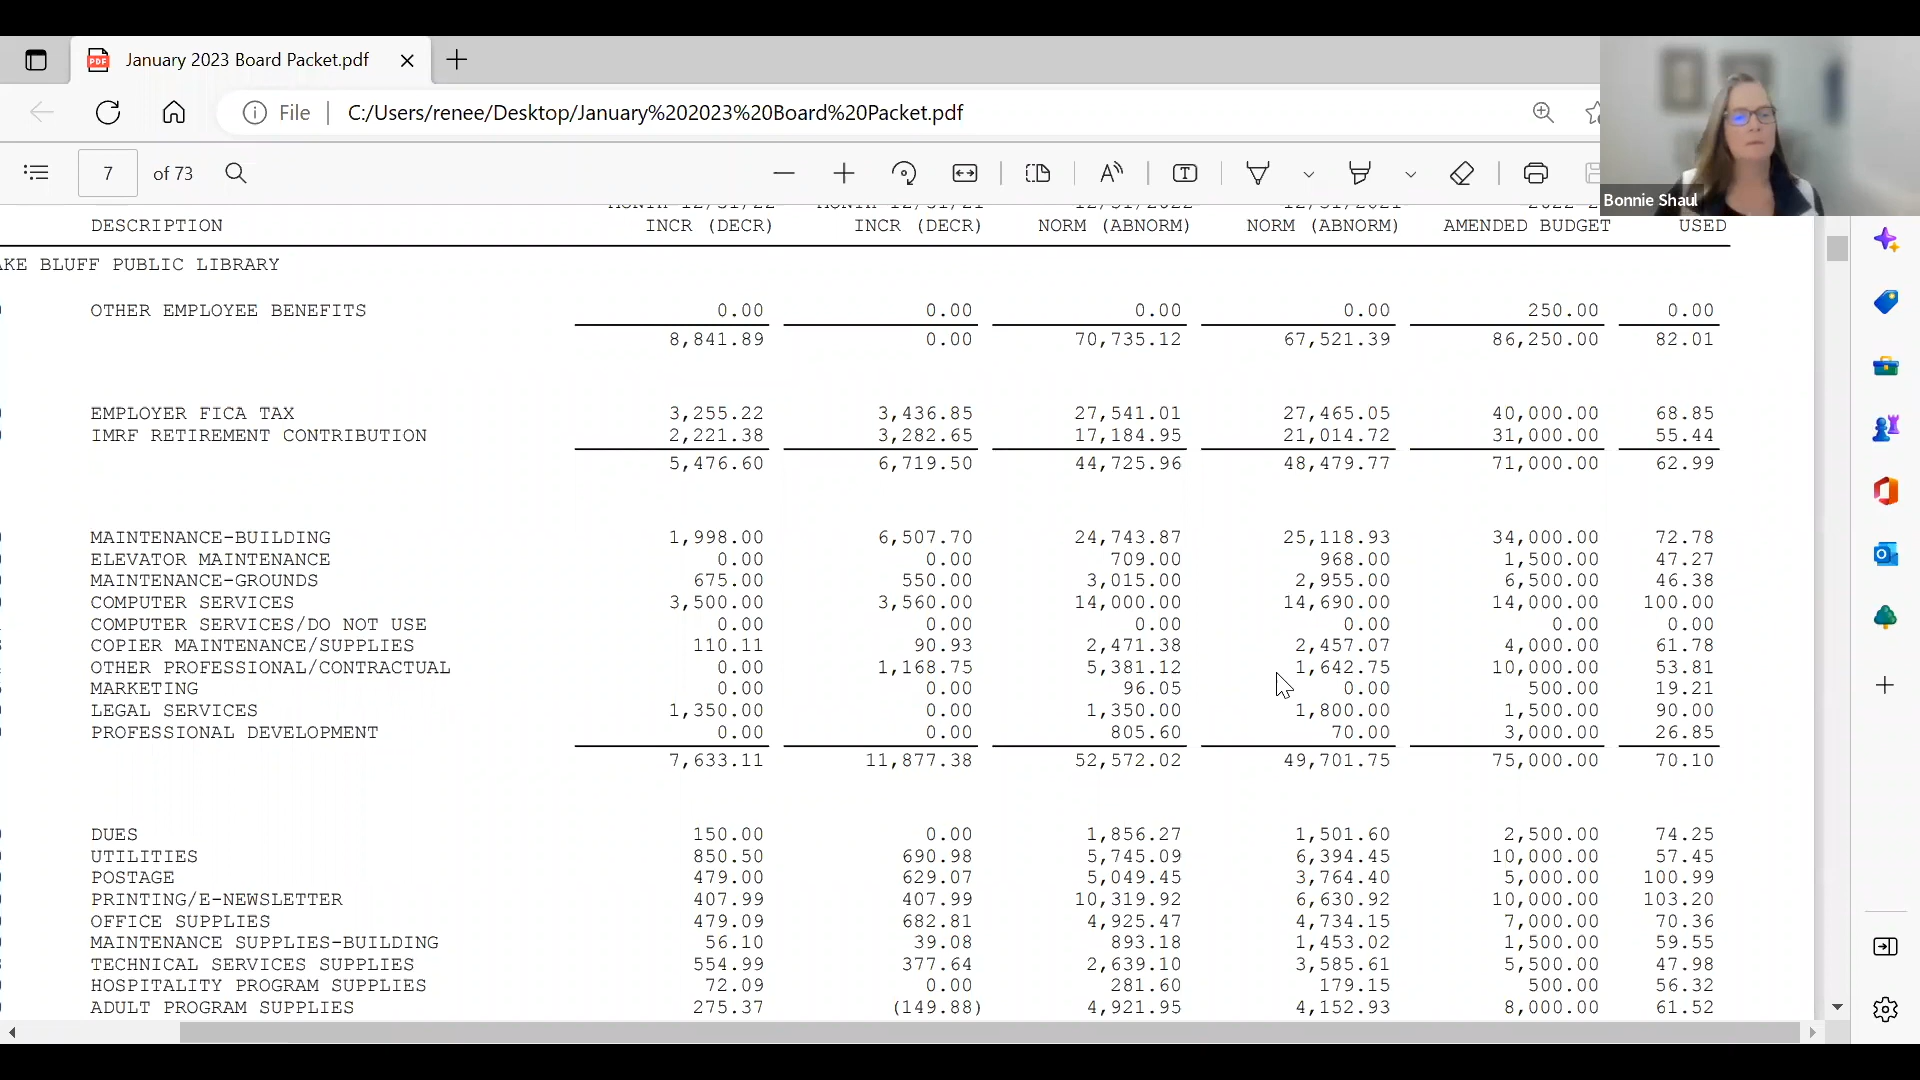 January 2023 Board Packet.pdf
File | C:/Users/renee/Desktop/January%202023%20Board%20Packet.pdf
7 of 73
Bonnie Shaul
DESCRIPTION INCR (DECR) INCR (DECR) NORM (ABNORM) NORM (ABNORM) AMENDED BUDGET USED
AKE BLUFF PUBLIC LIBRARY
OTHER EMPLOYEE BENEFITS 0.00 0.00 0.00 0.00 250.00 0.00
8,841.89 0.00 70,735.12 67,521.39 86,250.00 82.01
EMPLOYER FICA TAX 3,255.22 3,436.85 27,541.01 27,465.05 40,000.00 68.85
IMRF RETIREMENT CONTRIBUTION 2,221.38 3,282.65 17,184.95 21,014.72 31,000.00 55.44
5,476.60 6,719.50 44,725.96 48,479.77 71,000.00 62.99
MAINTENANCE-BUILDING 1,998.00 6,507.70 24,743.87 25,118.93 34,000.00 72.78
ELEVATOR MAINTENANCE 0.00 0.00 709.00 968.00 1,500.00 47.27
MAINTENANCE-GROUNDS 675.00 550.00 3,015.00 2,955.00 6,500.00 46.38
COMPUTER SERVICES 3,500.00 3,560.00 14,000.00 14,690.00 14,000.00 100.00
COMPUTER SERVICES/DO NOT USE 0.00 0.00 0.00 0.00 0.00 0.00
COPIER MAINTENANCE/SUPPLIES 110.11 90.93 2,471.38 2,457.07 4,000.00 61.78
OTHER PROFESSIONAL/CONTRACTUAL 0.00 1,168.75 5,381.12 1,642.75 10,000.00 53.81
MARKETING 0.00 0.00 96.05 0.00 500.00 19.21
LEGAL SERVICES 1,350.00 0.00 1,350.00 1,800.00 1,500.00 90.00
PROFESSIONAL DEVELOPMENT 0.00 0.00 805.60 70.00 3,000.00 26.85
7,633.11 11,877.38 52,572.02 49,701.75 75,000.00 70.10
DUES 150.00 0.00 1,856.27 1,501.60 2,500.00 74.25
UTILITIES 850.50 690.98 5,745.09 6,394.45 10,000.00 57.45
POSTAGE 479.00 629.07 5,049.45 3,764.40 5,000.00 100.99
PRINTING/E-NEWSLETTER 407.99 407.99 10,319.92 6,630.92 10,000.00 103.20
OFFICE SUPPLIES 479.09 682.81 4,925.47 4,734.15 7,000.00 70.36
MAINTENANCE SUPPLIES-BUILDING 56.10 39.08 893.18 1,453.02 1,500.00 59.55
TECHNICAL SERVICES SUPPLIES 554.99 377.64 2,639.10 3,585.61 5,500.00 47.98
HOSPITALITY PROGRAM SUPPLIES 72.09 0.00 281.60 179.15 500.00 56.32
ADULT PROGRAM SUPPLIES 275.37 (149.88) 4,921.95 4,152.93 8,000.00 61.52